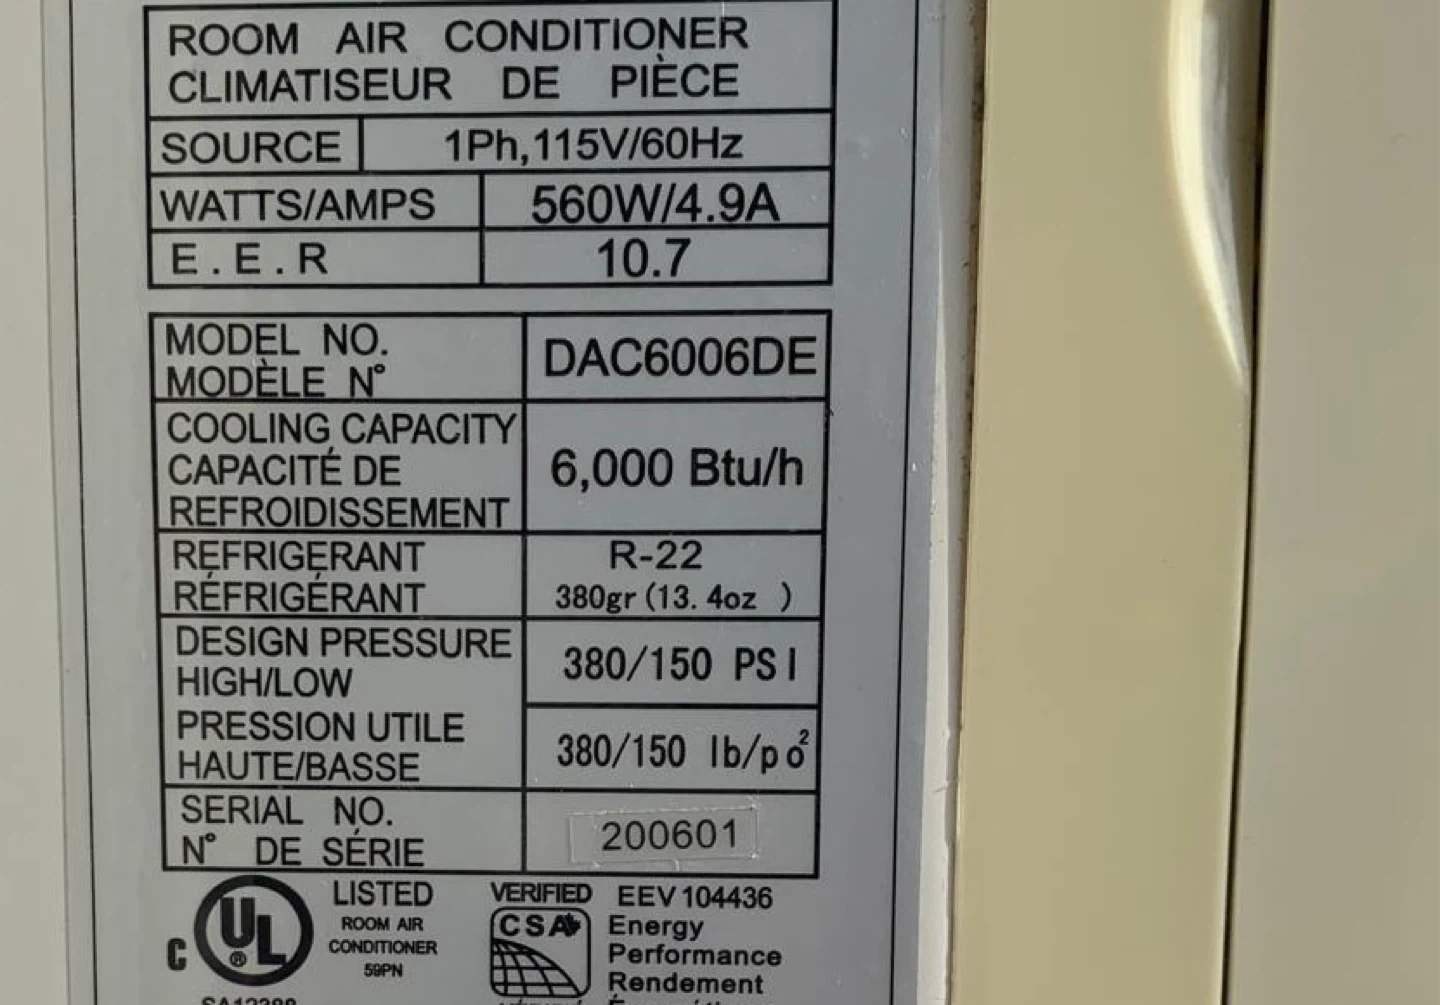 ROOM AIR CONDITIONER
CLIMATISEUR DE PIÈCE
SOURCE 1Ph,115V/60Hz
WATTS/AMPS 560W/4.9A
E.E.R 10.7
MODEL NO.
MODÈLE N° DAC6006DE
COOLING CAPACITY
CAPACITÉ DE
REFROIDISSEMENT
6,000 Btu/h
REFRIGERANT
RÉFRIGÉRANT
R-22
380gr (13.4oz )
DESIGN PRESSURE
HIGH/LOW
380/150 PSI
PRESSION UTILE
HAUTE/BASSE
380/150 lb/po²
SERIAL NO.
N° DE SÉRIE
200601
C UL ®
LISTED
ROOM AIR
CONDITIONER
59PN
VERIFIED
CSA
EEV 104436
Energy
Performance
Rendement